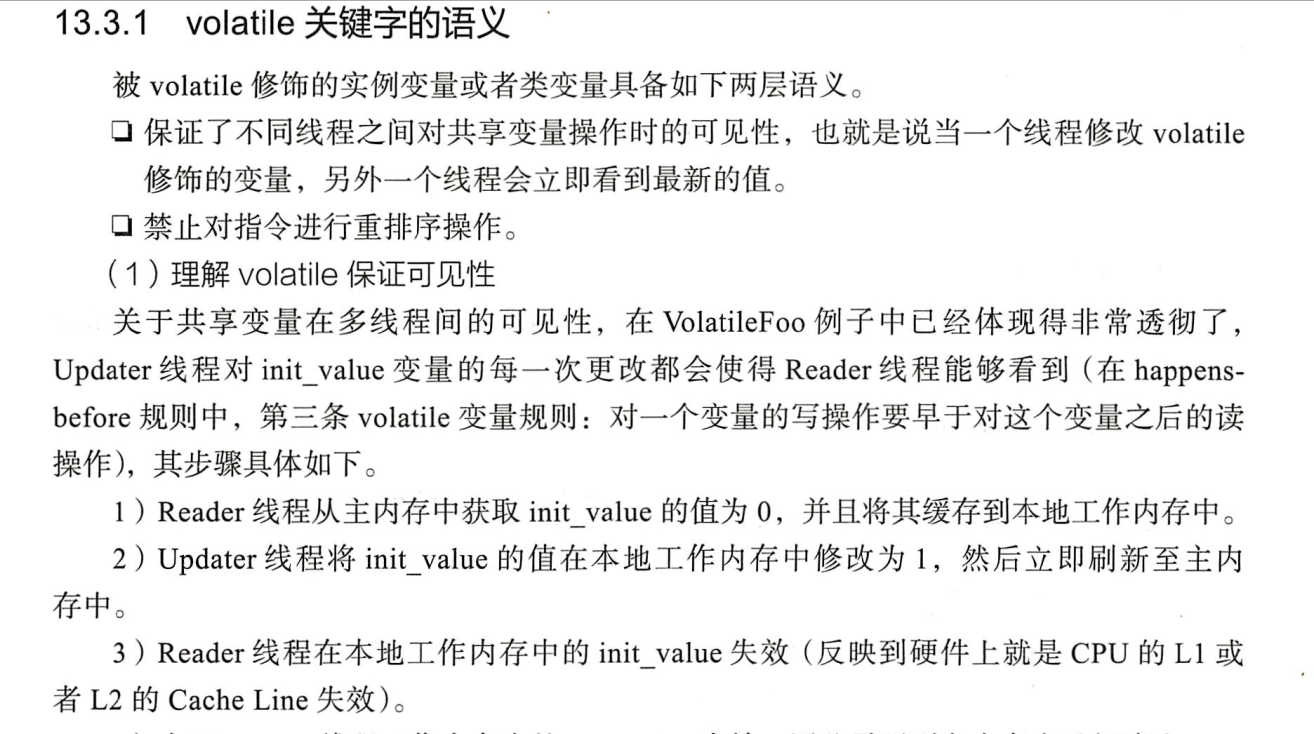 13.3.1 volatile 关键字的语义
被 volatile 修饰的实例变量或者类变量具备如下两层语义。
❏ 保证了不同线程之间对共享变量操作时的可见性，也就是说当一个线程修改 volatile
修饰的变量，另外一个线程会立即看到最新的值。
❏ 禁止对指令进行重排序操作。
（1）理解 volatile 保证可见性
关于共享变量在多线程间的可见性，在 VolatileFoo 例子中已经体现得非常透彻了，
Updater 线程对 init_value 变量的每一次更改都会使得 Reader 线程能够看到（在 happens-
before 规则中，第三条 volatile 变量规则：对一个变量的写操作要早于对这个变量之后的读
操作），其步骤具体如下。
1）Reader 线程从主内存中获取 init_value 的值为 0，并且将其缓存到本地工作内存中。
2）Updater 线程将 init_value 的值在本地工作内存中修改为 1，然后立即刷新至主内
存中。
3）Reader 线程在本地工作内存中的 init_value 失效（反映到硬件上就是 CPU 的 L1 或
者 L2 的 Cache Line 失效）。